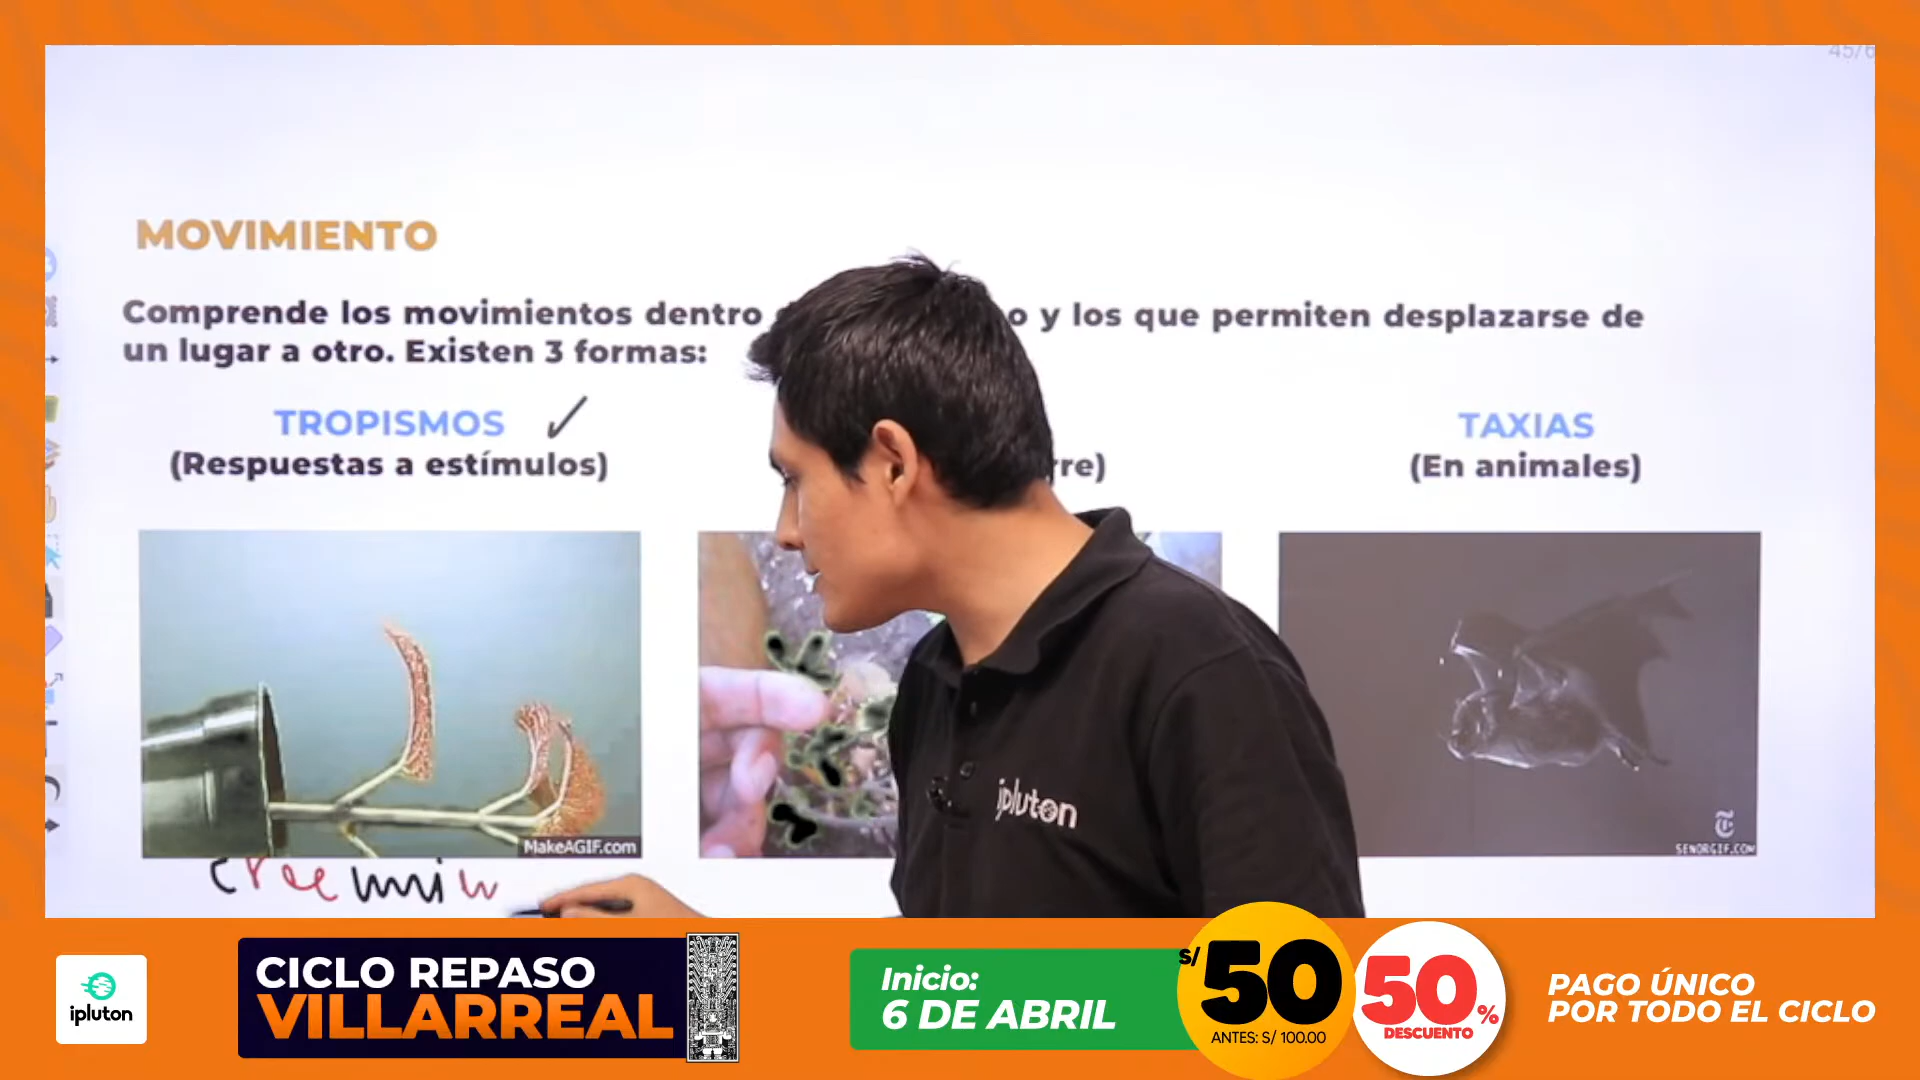 45/6
MOVIMIENTO
Comprende los movimientos dentro o y los que permiten desplazarse de
un lugar a otro. Existen 3 formas:
TROPISMOS
(Respuestas a estímulos)
rre)
TAXIAS
(En animales)
MakeAGIF.com
SENORGIF.COM
ipluton
ipluton
CICLO REPASO
VILLARREAL
Inicio:
6 DE ABRIL
S/ 50
ANTES: S/ 100.00
50%
DESCUENTO
PAGO ÚNICO
POR TODO EL CICLO